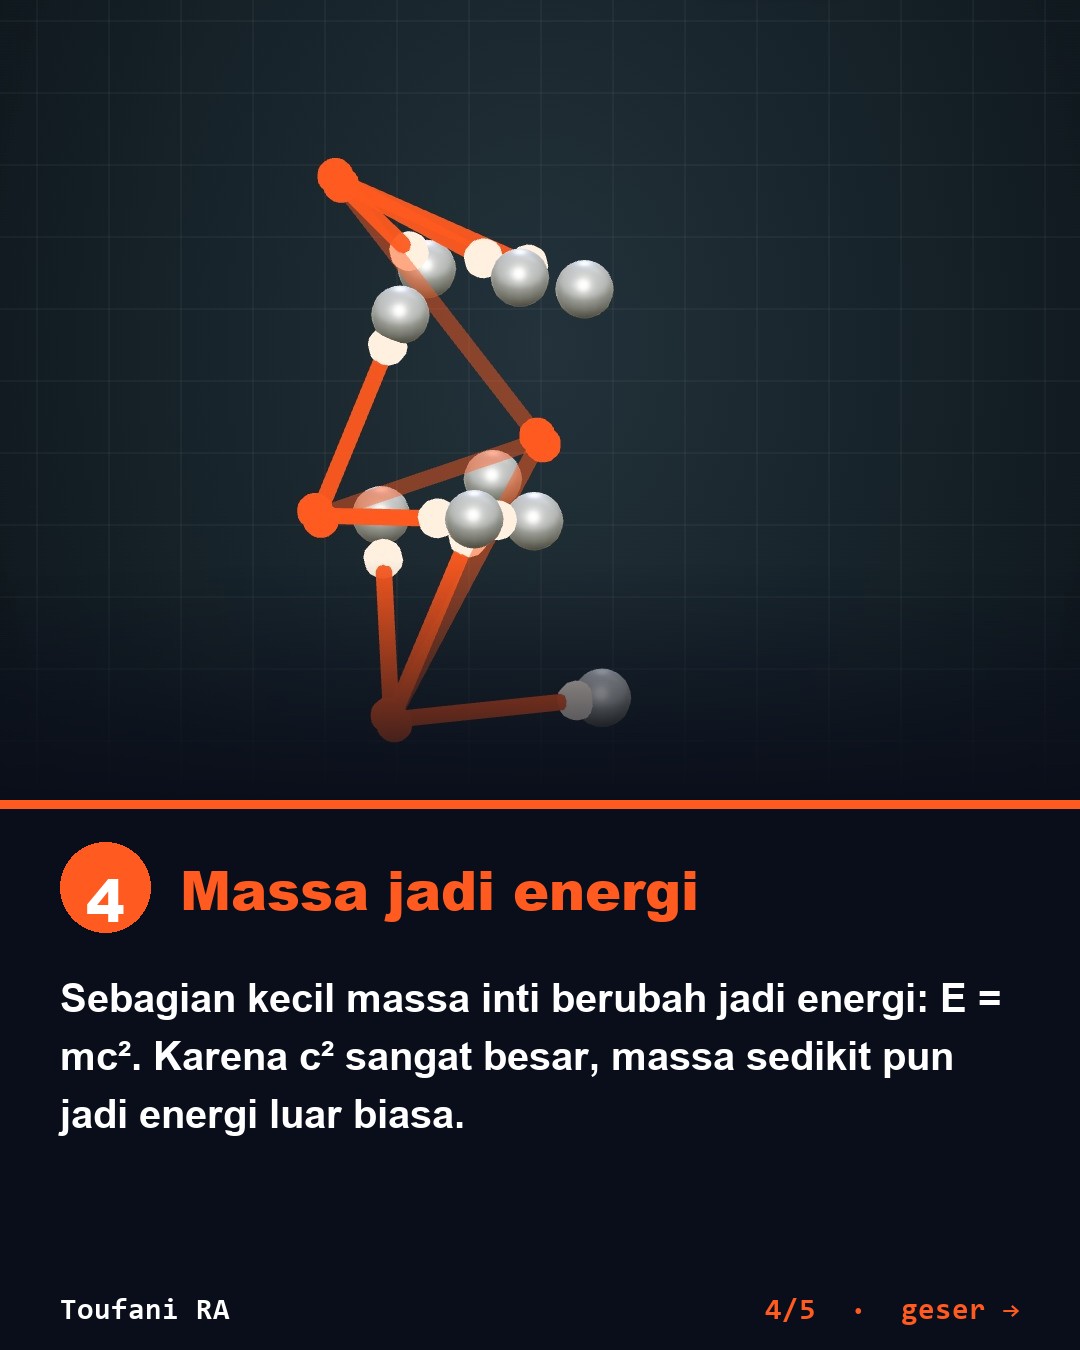 4
Massa jadi energi
Sebagian kecil massa inti berubah jadi energi: E =
mc². Karena c² sangat besar, massa sedikit pun
jadi energi luar biasa.
Toufani RA
4/5 · geser →